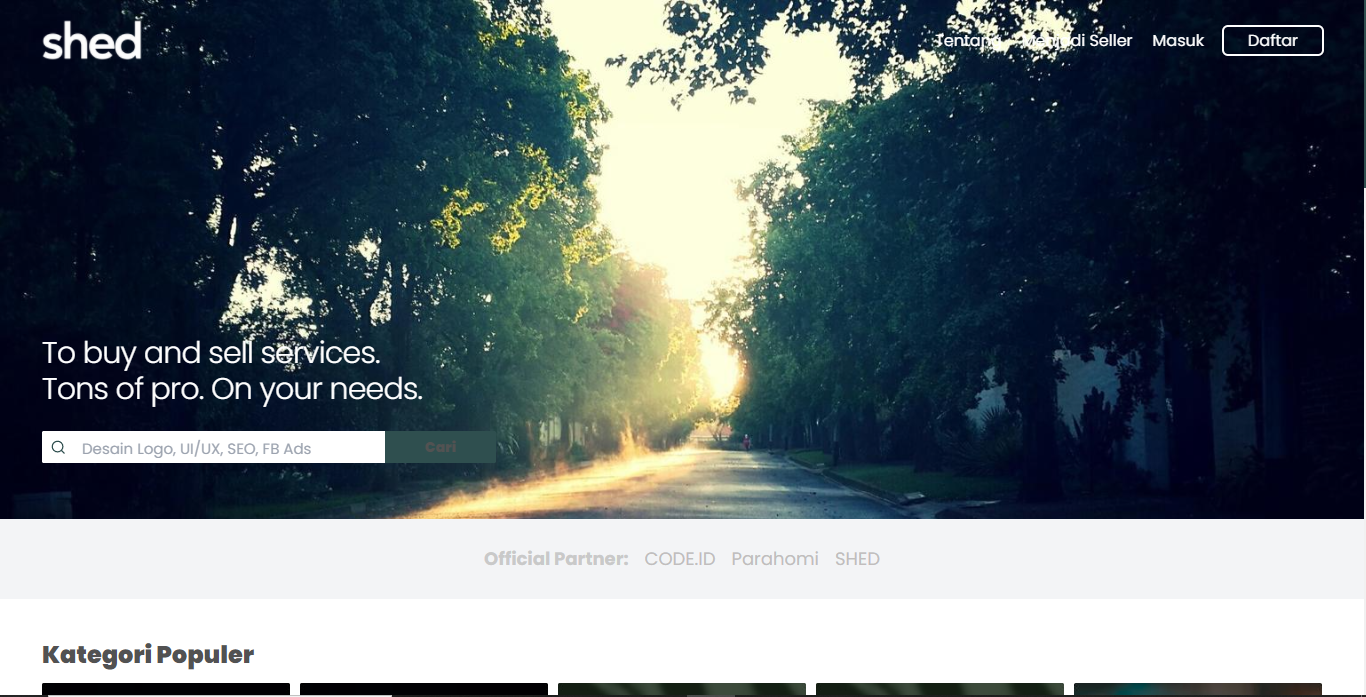 shed
Tentang Menjadi Seller Masuk Daftar
To buy and sell services.
Tons of pro. On your needs.
Desain Logo, UI/UX, SEO, FB Ads Cari
Official Partner: CODE.ID Parahomi SHED
Kategori Populer